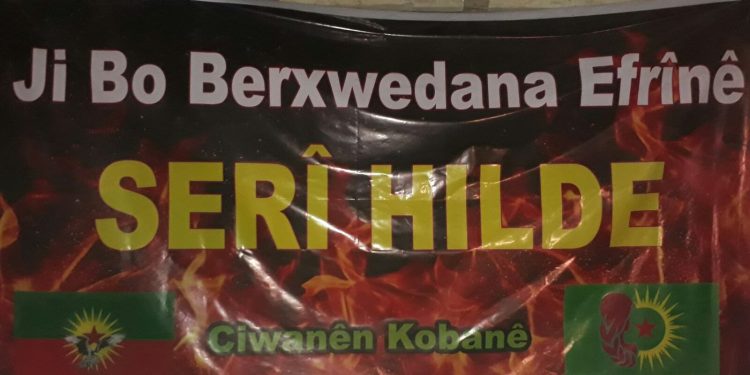 Ji Bo Berxwedana Efrînê
SERÎ HILDE
Ciwanên Kobanê